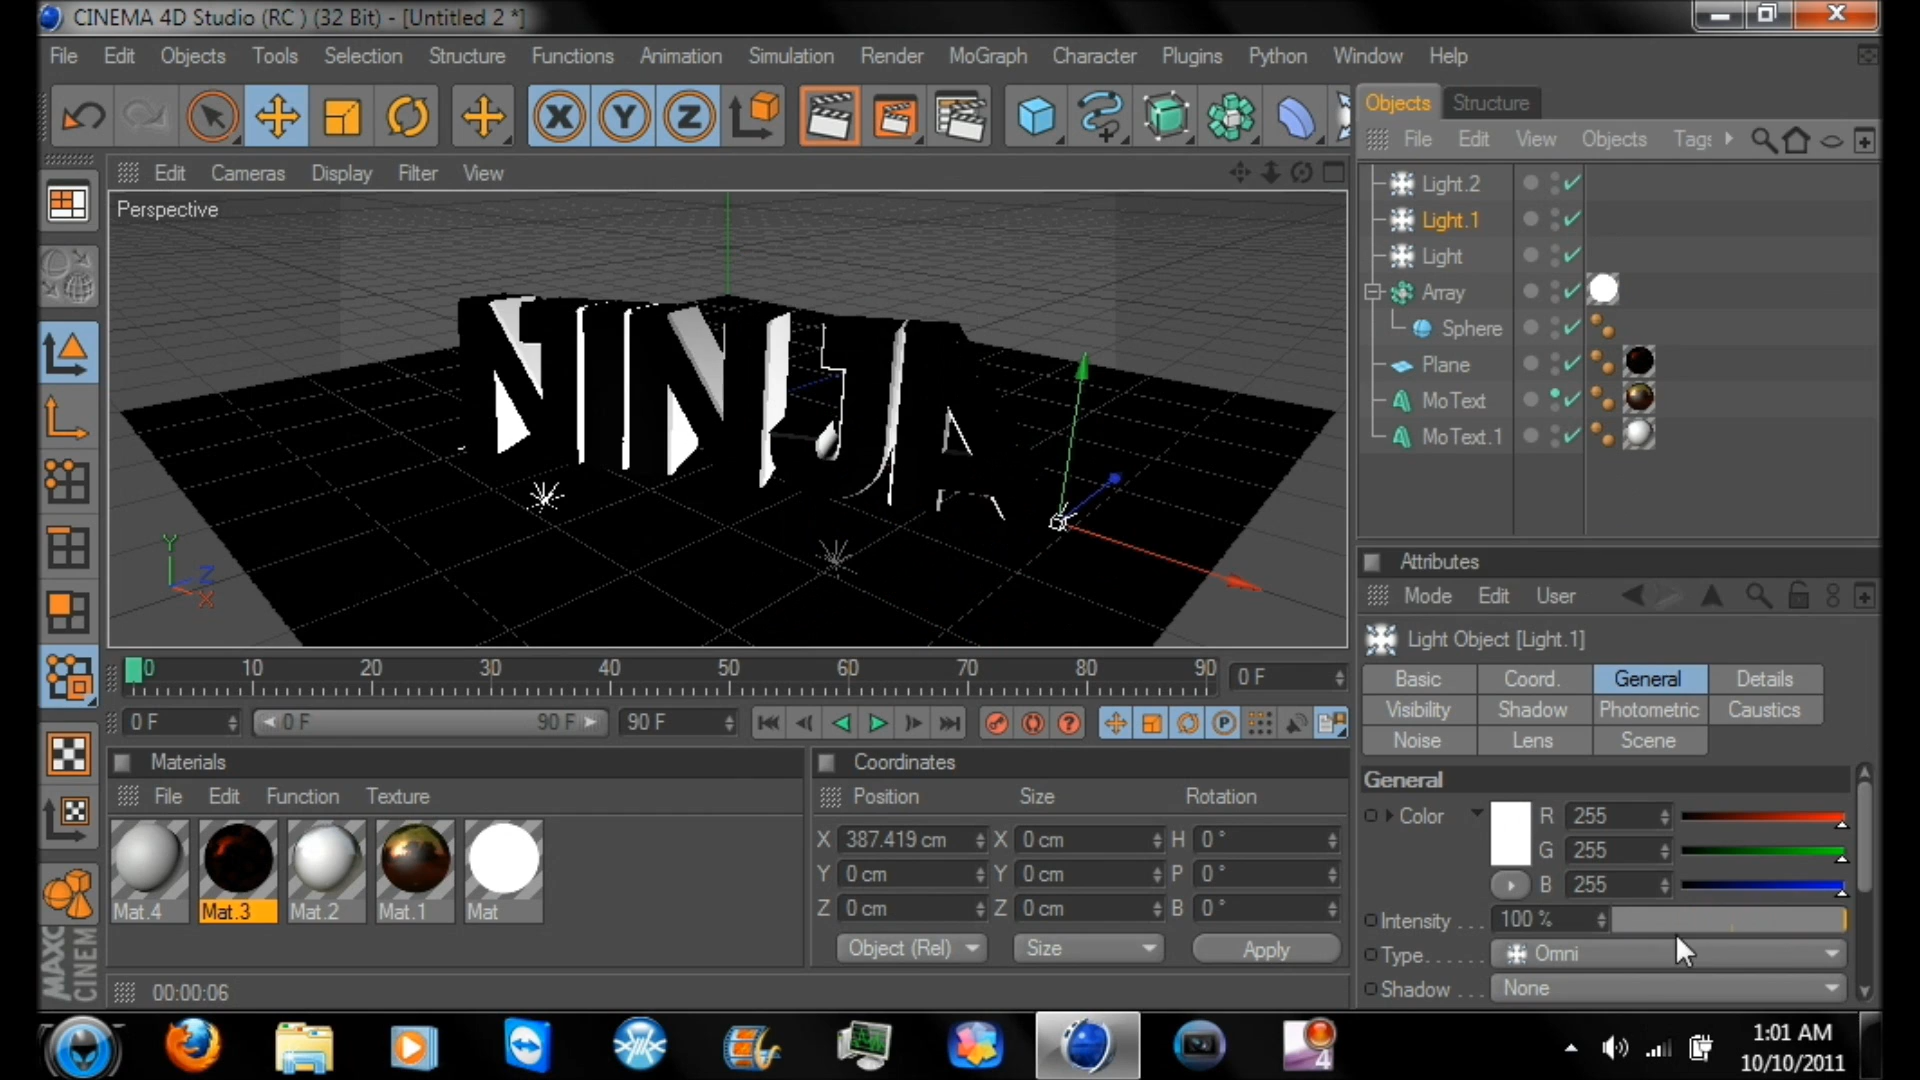 CINEMA 4D Studio (RC ) (32 Bit) - [Untitled 2 *]
File Edit Objects Tools Selection Structure Functions Animation Simulation Render MoGraph Character Plugins Python Window Help
X Y Z
Objects Structure
File Edit View Objects Tags
Edit Cameras Display Filter View
Perspective
Light.2
Light.1
Light
Array
Sphere
Plane
MoText
MoText.1
NINJA
Y
Z
X
Attributes
Mode Edit User
Light Object [Light.1]
Basic Coord. General Details
Visibility Shadow Photometric Caustics
Noise Lens Scene
0 10 20 30 40 50 60 70 80 90 0 F
0 F 0 F 90 F 90 F
Materials
File Edit Function Texture
Mat.4 Mat.3 Mat.2 Mat.1 Mat
Coordinates
Position Size Rotation
X 387.419 cm X 0 cm H 0 °
Y 0 cm Y 0 cm P 0 °
Z 0 cm Z 0 cm B 0 °
Object (Rel) Size Apply
General
Color R 255
G 255
B 255
Intensity . . . 100 %
Type. . . . . . Omni
Shadow . . . None
MAXC
CINEM
00:00:06
4
1:01 AM
10/10/2011